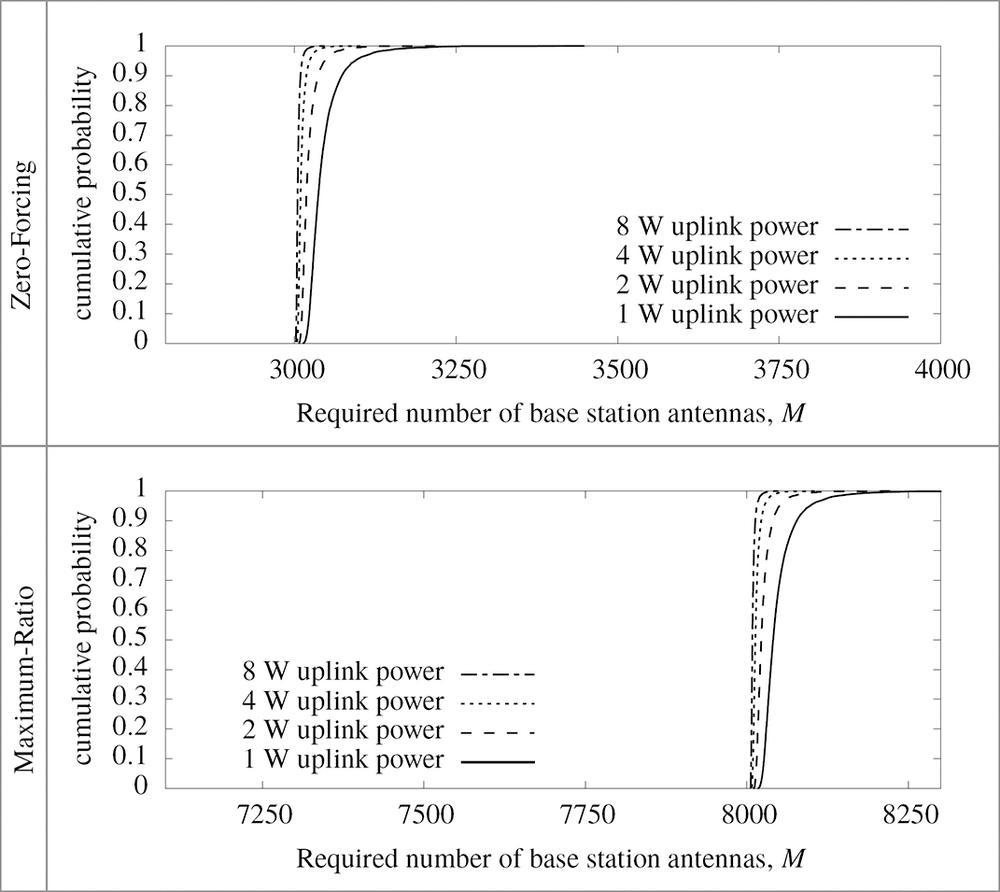 Zero-Forcing
cumulative probability
1
0.9
0.8
0.7
0.6
0.5
0.4
0.3
0.2
0.1
0
8 W uplink power
4 W uplink power
2 W uplink power
1 W uplink power
3000 3250 3500 3750 4000
Required number of base station antennas, M
Maximum-Ratio
cumulative probability
1
0.9
0.8
0.7
0.6
0.5
0.4
0.3
0.2
0.1
0
8 W uplink power
4 W uplink power
2 W uplink power
1 W uplink power
7250 7500 7750 8000 8250
Required number of base station antennas, M